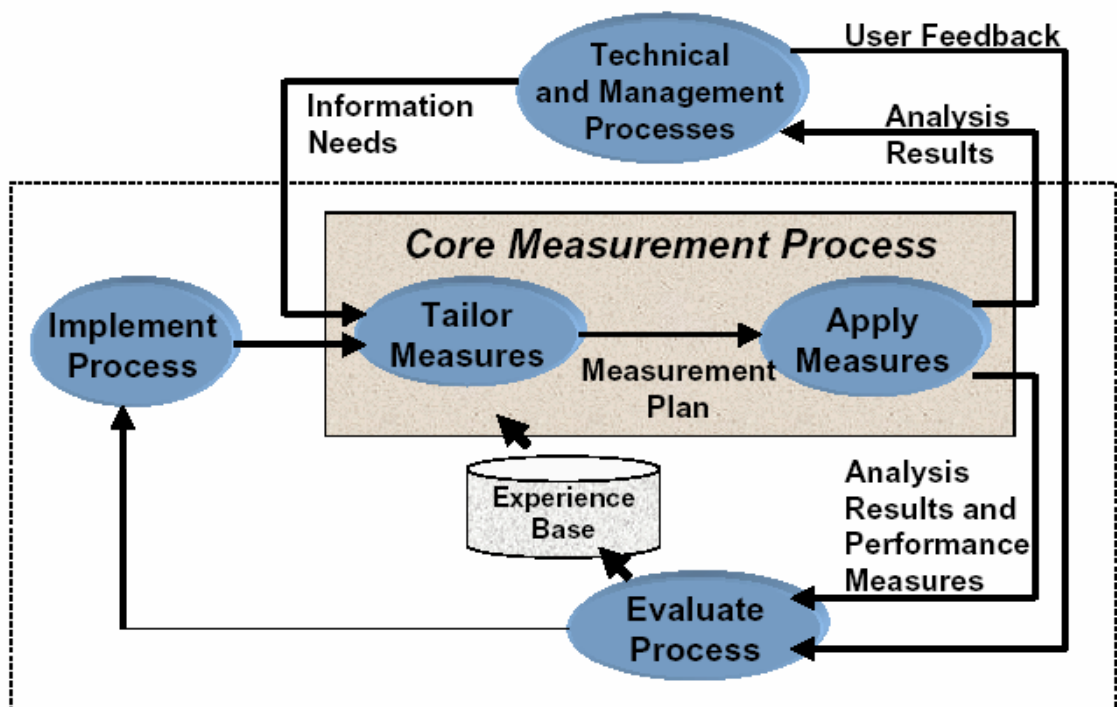 User Feedback
Technical
and Management
Processes
Information
Needs
Analysis
Results
Core Measurement Process
Implement
Process
Tailor
Measures
Apply
Measures
Measurement
Plan
Experience
Base
Analysis
Results and
Performance
Measures
Evaluate
Process